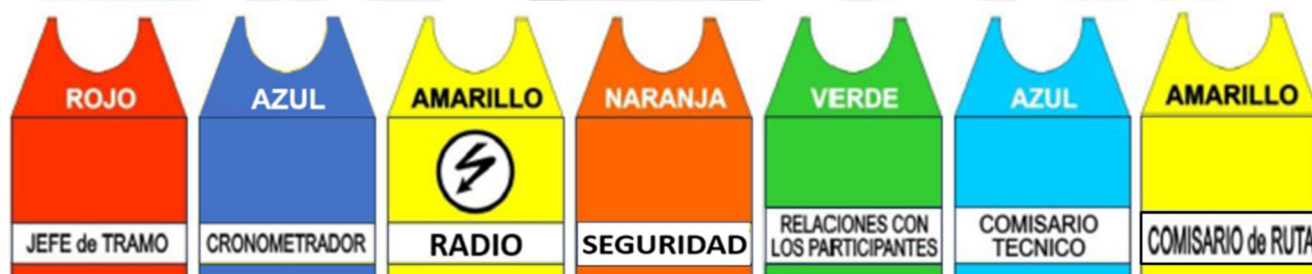 ROJO
AZUL
AMARILLO
NARANJA
VERDE
AZUL
AMARILLO
JEFE de TRAMO
CRONOMETRADOR
RADIO
SEGURIDAD
RELACIONES CON
LOS PARTICIPANTES
COMISARIO
TECNICO
COMISARIO de RUTA